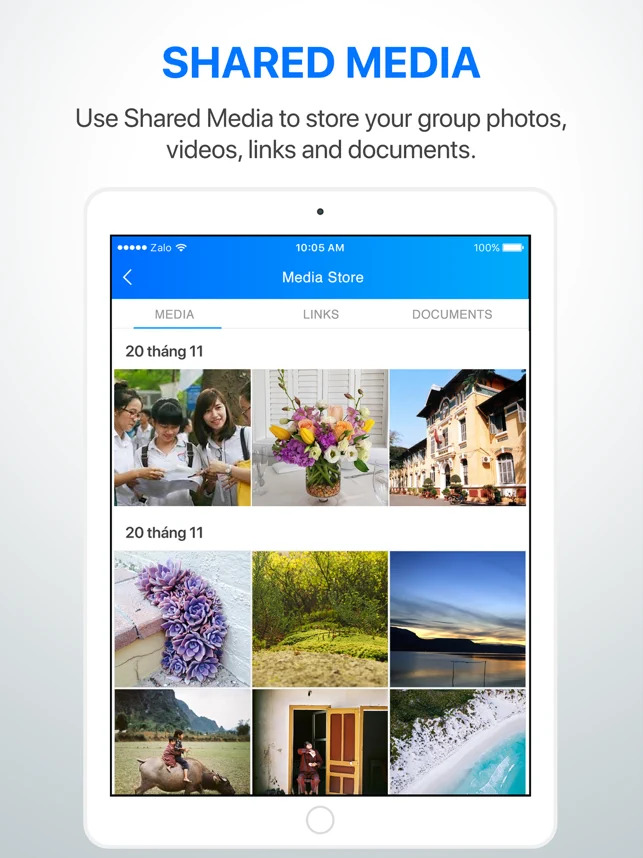 SHARED MEDIA
Use Shared Media to store your group photos,
videos, links and documents.
Zalo 10:05 AM 100%
Media Store
MEDIA LINKS DOCUMENTS
20 tháng 11
20 tháng 11